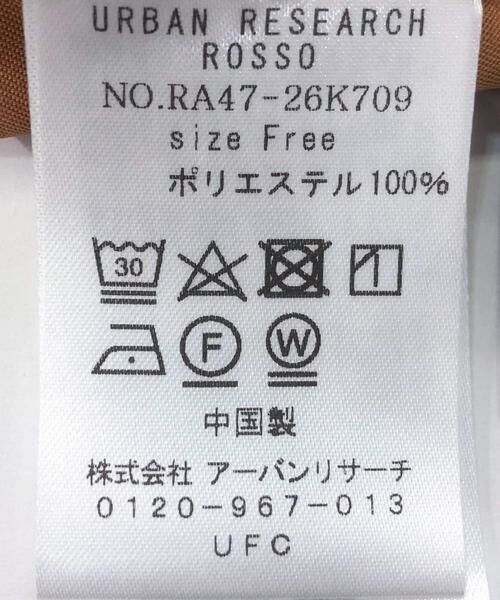 URBAN RESEARCH
ROSSO
NO.RA47-26K709
size Free
ポリエステル100%
30
F W
中国製
株式会社 アーバンリサーチ
0120-967-013
UFC